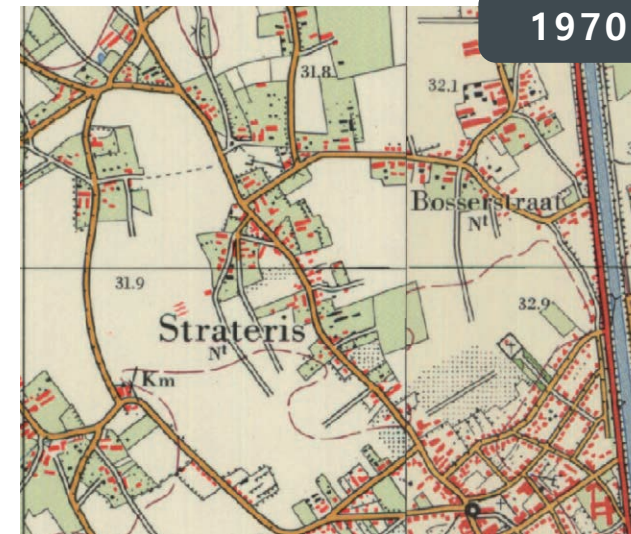 1970
31.8
32.1
Bosserstraat
Nt
31.9
32.9
Strateris
Nt
Km